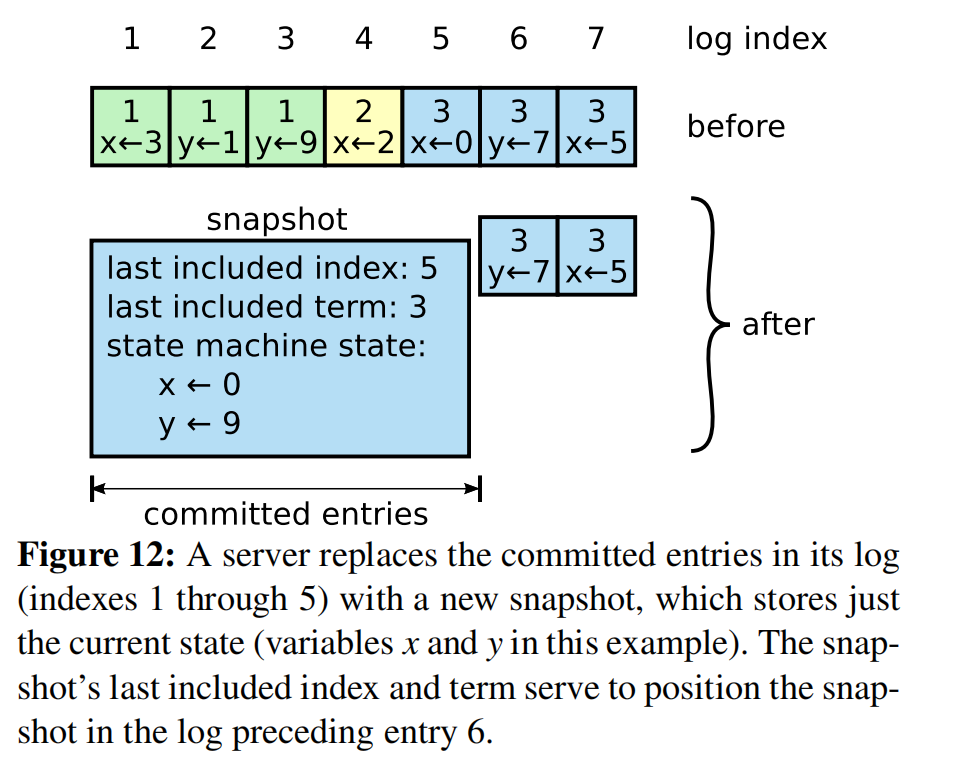 1 2 3 4 5 6 7 log index
1 1 1 2 3 3 3
x←3 y←1 y←9 x←2 x←0 y←7 x←5
before
snapshot
3 3
y←7 x←5
last included index: 5
last included term: 3
state machine state:
x ← 0
y ← 9
after
committed entries
Figure 12: A server replaces the committed entries in its log
(indexes 1 through 5) with a new snapshot, which stores just
the current state (variables x and y in this example). The snap-
shot’s last included index and term serve to position the snap-
shot in the log preceding entry 6.